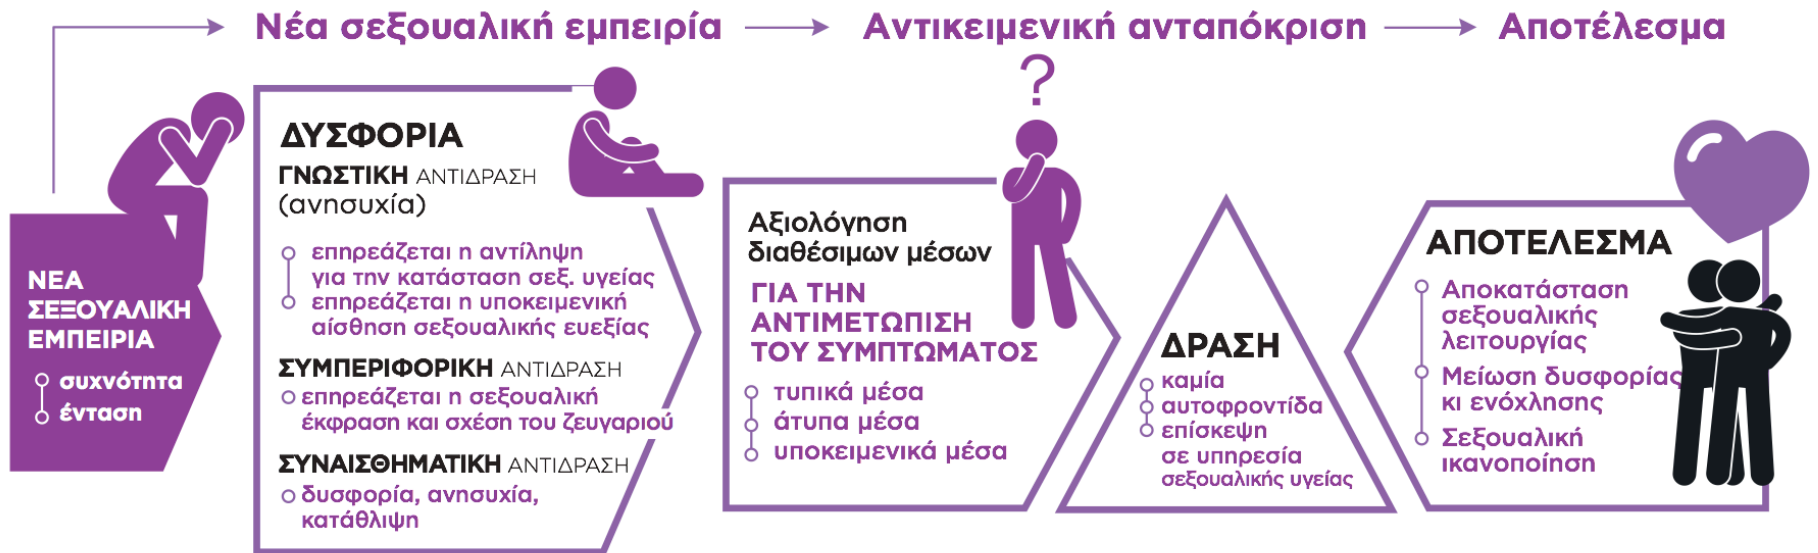 Νέα σεξουαλική εμπειρία
Αντικειμενική ανταπόκριση
Αποτέλεσμα
ΝΕΑ
ΣΕΞΟΥΑΛΙΚΗ
ΕΜΠΕΙΡΙΑ
συχνότητα
ένταση
ΔΥΣΦΟΡΙΑ
ΓΝΩΣΤΙΚΗ ΑΝΤΙΔΡΑΣΗ
(ανησυχία)
επηρεάζεται η αντίληψη
για την κατάσταση σεξ. υγείας
επηρεάζεται η υποκειμενική
αίσθηση σεξουαλικής ευεξίας
ΣΥΜΠΕΡΙΦΟΡΙΚΗ ΑΝΤΙΔΡΑΣΗ
επηρεάζεται η σεξουαλική
έκφραση και σχέση του ζευγαριού
ΣΥΝΑΙΣΘΗΜΑΤΙΚΗ ΑΝΤΙΔΡΑΣΗ
δυσφορία, ανησυχία,
κατάθλιψη
?
Αξιολόγηση
διαθέσιμων μέσων
ΓΙΑ ΤΗΝ
ΑΝΤΙΜΕΤΩΠΙΣΗ
ΤΟΥ ΣΥΜΠΤΩΜΑΤΟΣ
τυπικά μέσα
άτυπα μέσα
υποκειμενικά μέσα
ΔΡΑΣΗ
καμία
αυτοφροντίδα
επίσκεψη
σε υπηρεσία
σεξουαλικής υγείας
ΑΠΟΤΕΛΕΣΜΑ
Αποκατάσταση
σεξουαλικής
λειτουργίας
Μείωση δυσφορίας
κι ενόχλησης
Σεξουαλική
ικανοποίηση